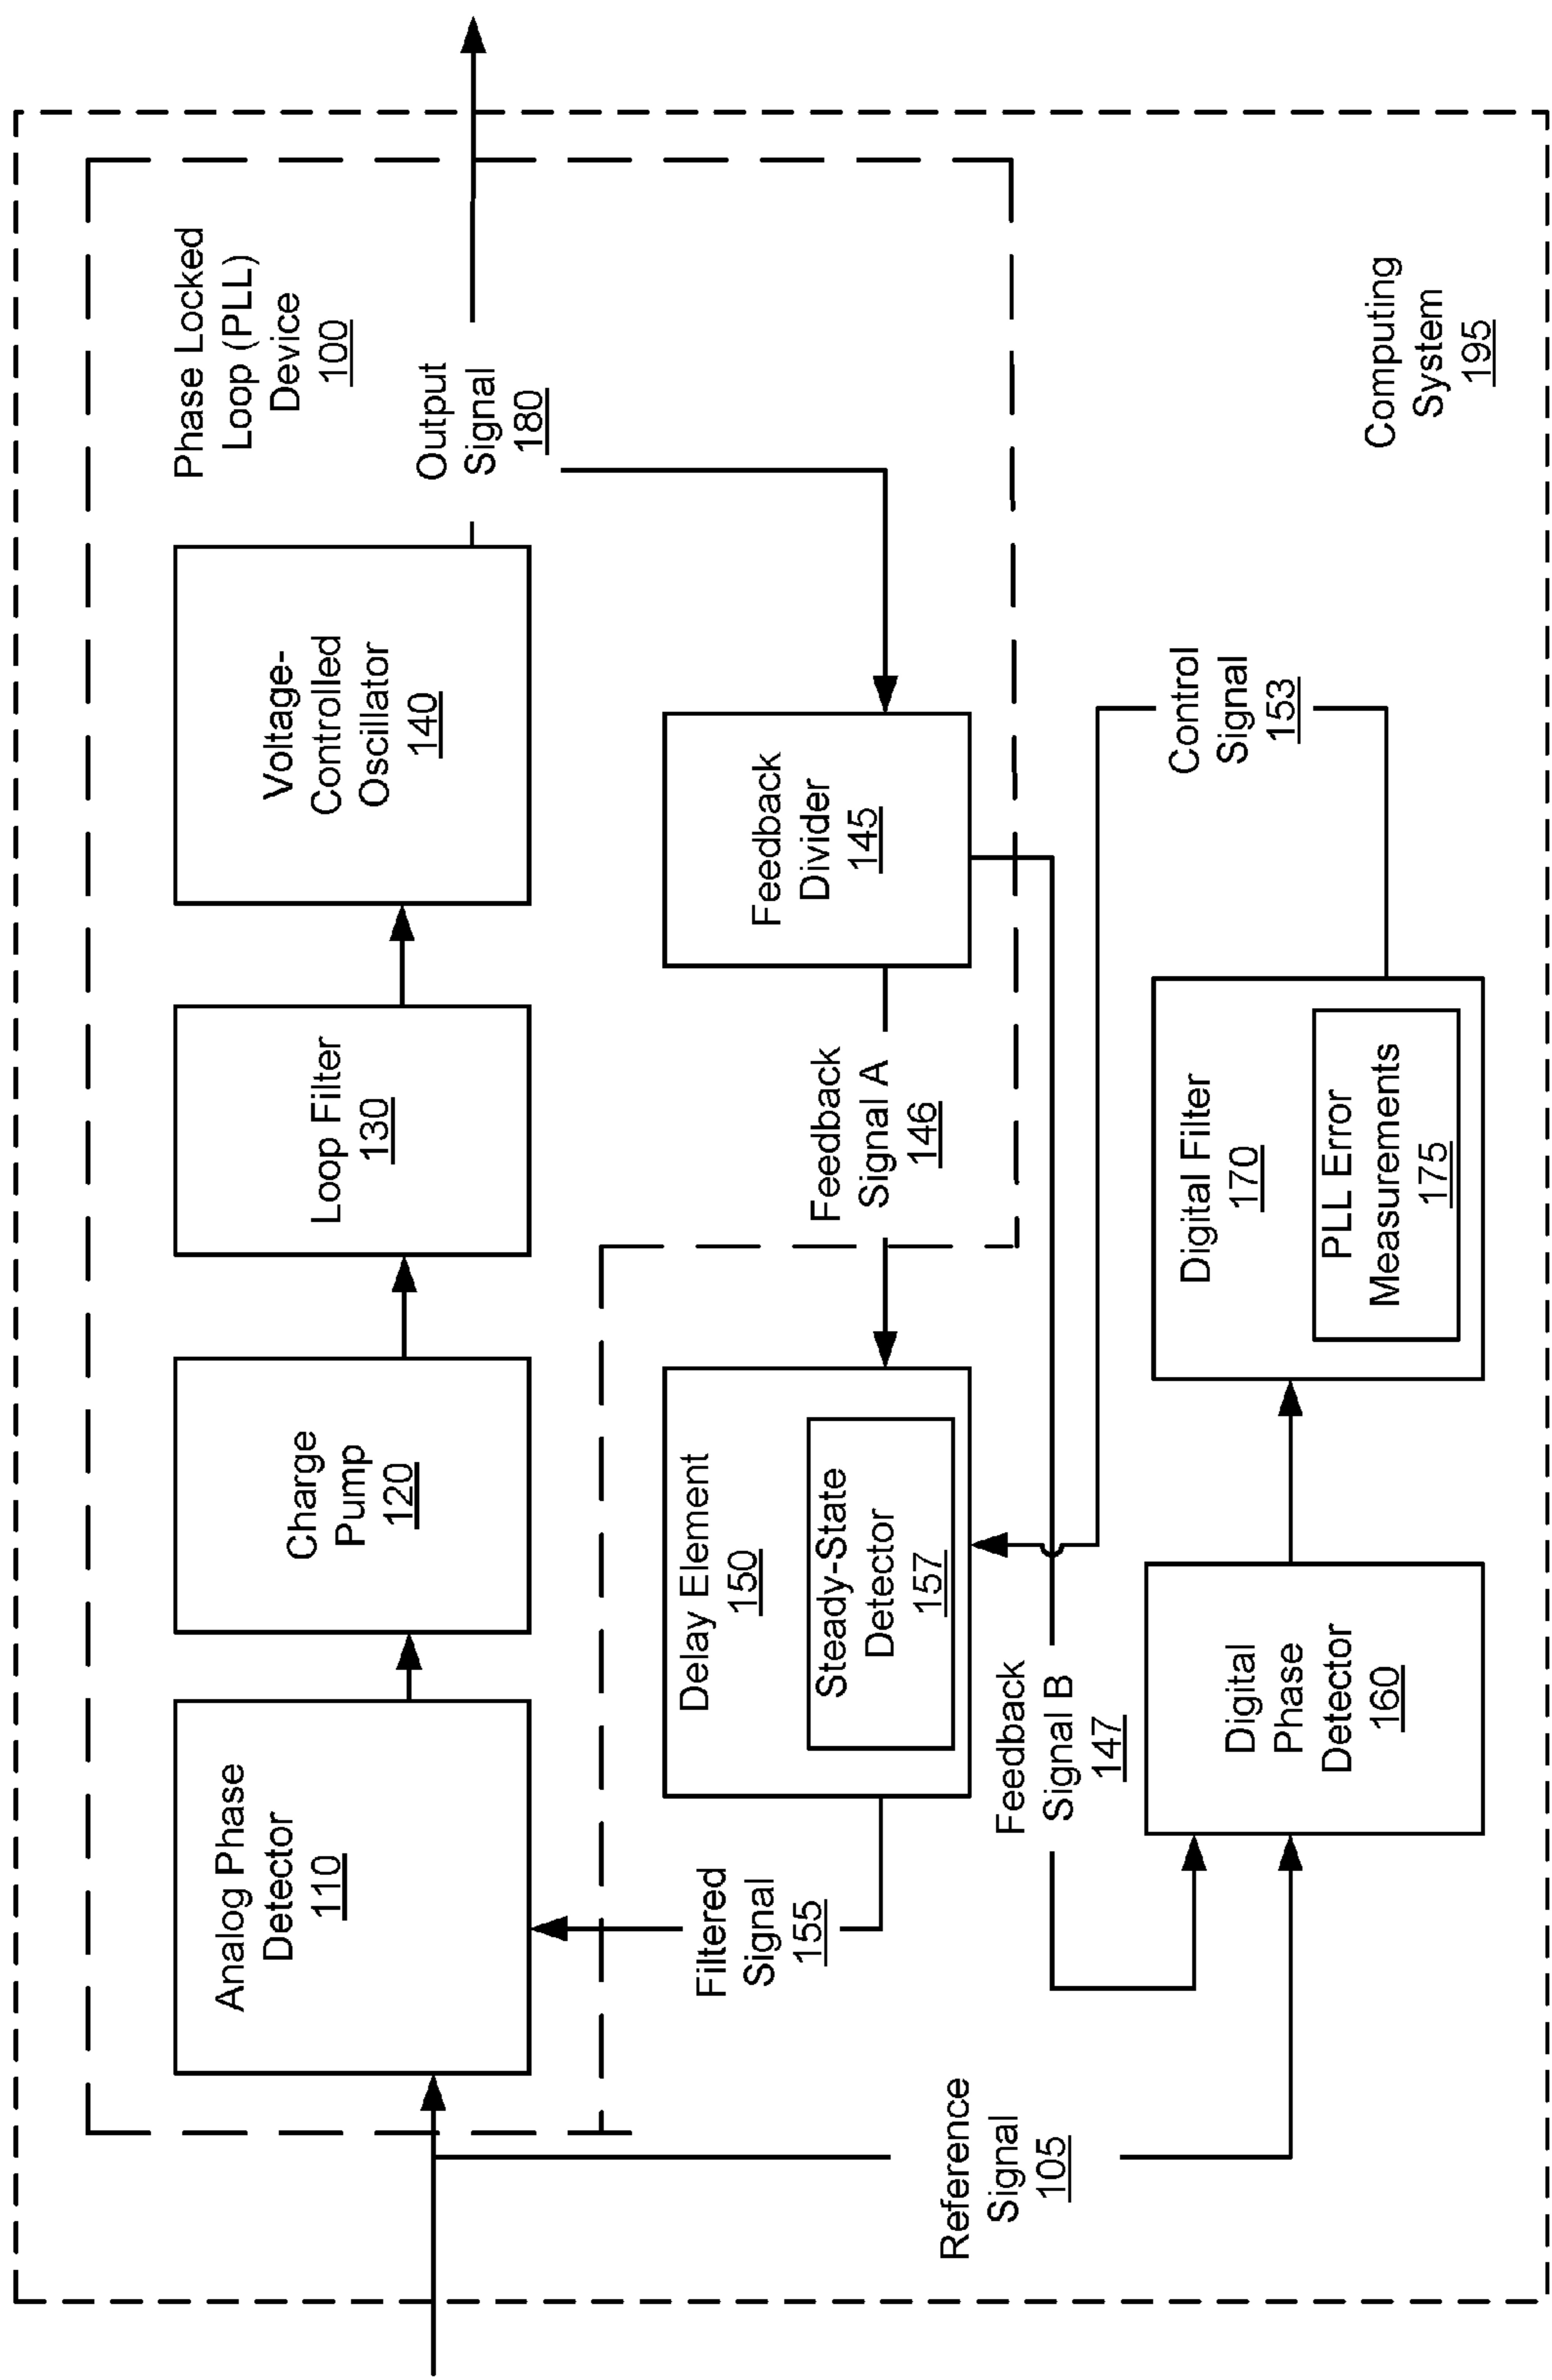 Phase Locked
Loop (PLL)
Device
100
Analog Phase
Detector
110
Charge
Pump
120
Loop Filter
130
Voltage-
Controlled
Oscillator
140
Output
Signal
180
Filtered
Signal
155
Delay Element
150
Steady-State
Detector
157
Feedback
Signal A
146
Feedback
Divider
145
Reference
Signal
105
Feedback
Signal B
147
Control
Signal
153
Digital
Phase
Detector
160
Digital Filter
170
PLL Error
Measurements
175
Computing
System
195